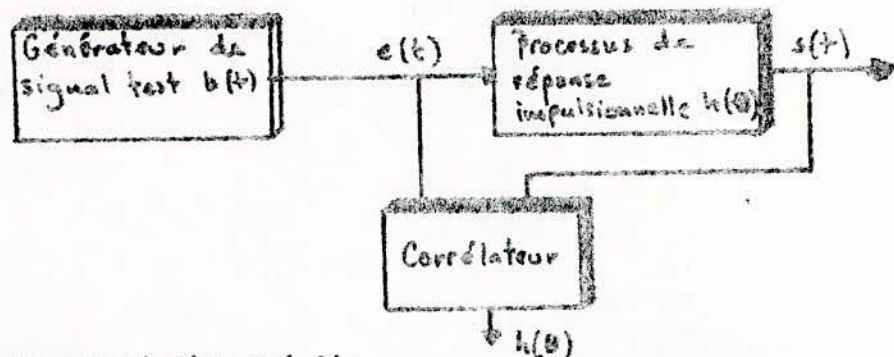 Générateur de
signal test b(t)
e(t)
Processus de
réponse
impulsionnelle h(θ)
s(t)
Corrélateur
h(θ)